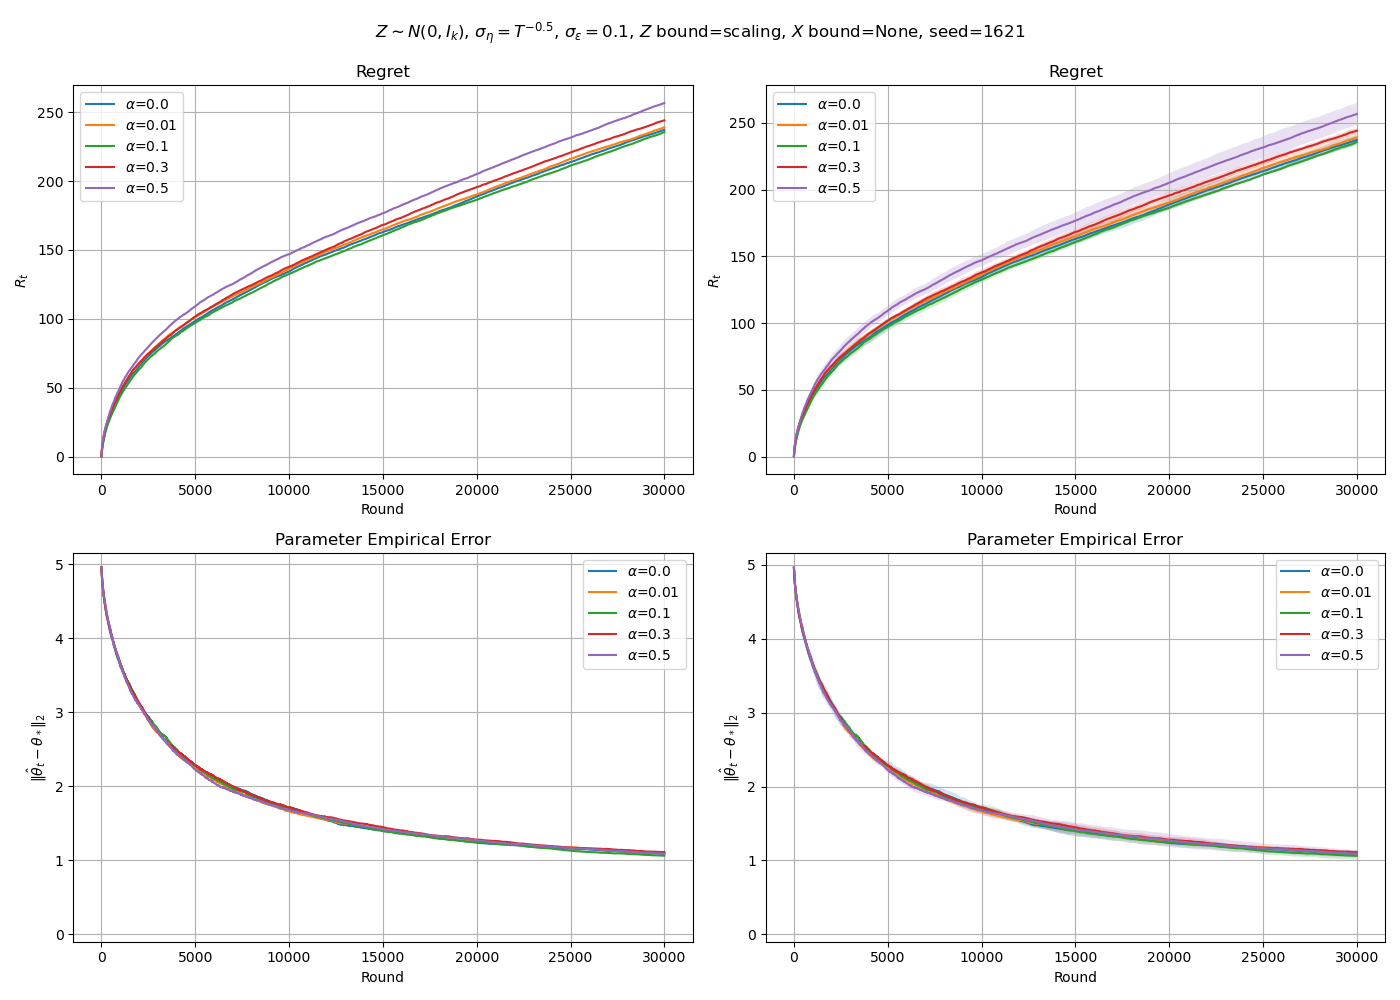 Z ∼ N(0, I_k), σ_η = T^{−0.5}, σ_ε = 0.1, Z bound=scaling, X bound=None, seed=1621
Regret
R_t
250
200
150
100
50
0
α=0.0
α=0.01
α=0.1
α=0.3
α=0.5
0 5000 10000 15000 20000 25000 30000
Round
Regret
R_t
250
200
150
100
50
0
α=0.0
α=0.01
α=0.1
α=0.3
α=0.5
0 5000 10000 15000 20000 25000 30000
Round
Parameter Empirical Error
‖θ̂_t − θ_*‖_2
5
4
3
2
1
0
α=0.0
α=0.01
α=0.1
α=0.3
α=0.5
0 5000 10000 15000 20000 25000 30000
Round
Parameter Empirical Error
‖θ̂_t − θ_*‖_2
5
4
3
2
1
0
α=0.0
α=0.01
α=0.1
α=0.3
α=0.5
0 5000 10000 15000 20000 25000 30000
Round